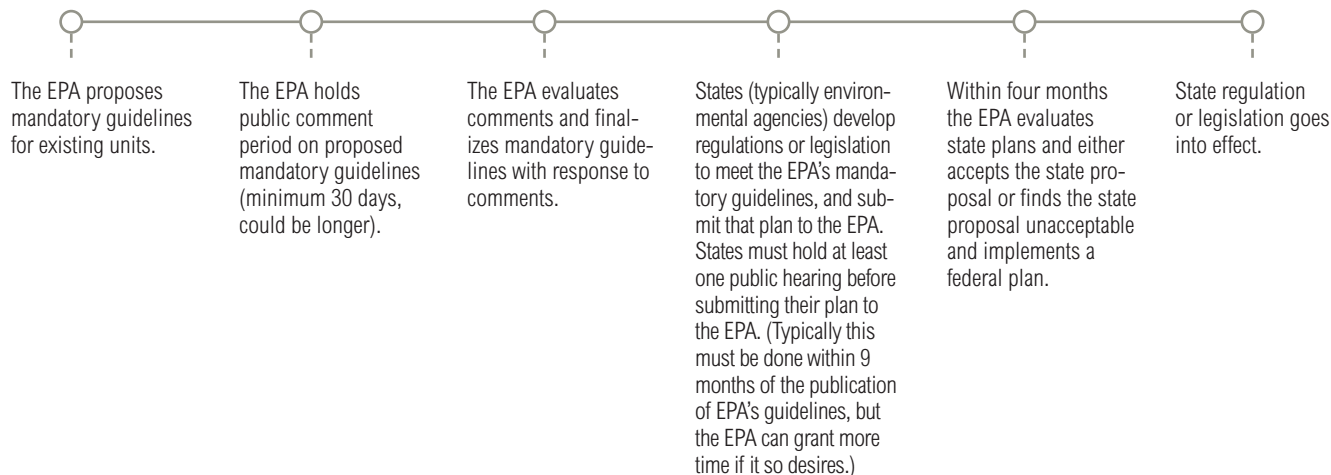 The EPA proposes
mandatory guidelines
for existing units.
The EPA holds
public comment
period on proposed
mandatory guidelines
(minimum 30 days,
could be longer).
The EPA evaluates
comments and final-
izes mandatory guide-
lines with response to
comments.
States (typically environ-
mental agencies) develop
regulations or legislation
to meet the EPA’s manda-
tory guidelines, and sub-
mit that plan to the EPA.
States must hold at least
one public hearing before
submitting their plan to
the EPA. (Typically this
must be done within 9
months of the publication
of EPA’s guidelines, but
the EPA can grant more
time if it so desires.)
Within four months
the EPA evaluates
state plans and either
accepts the state pro-
posal or finds the state
proposal unacceptable
and implements a
federal plan.
State regulation
or legislation goes
into effect.